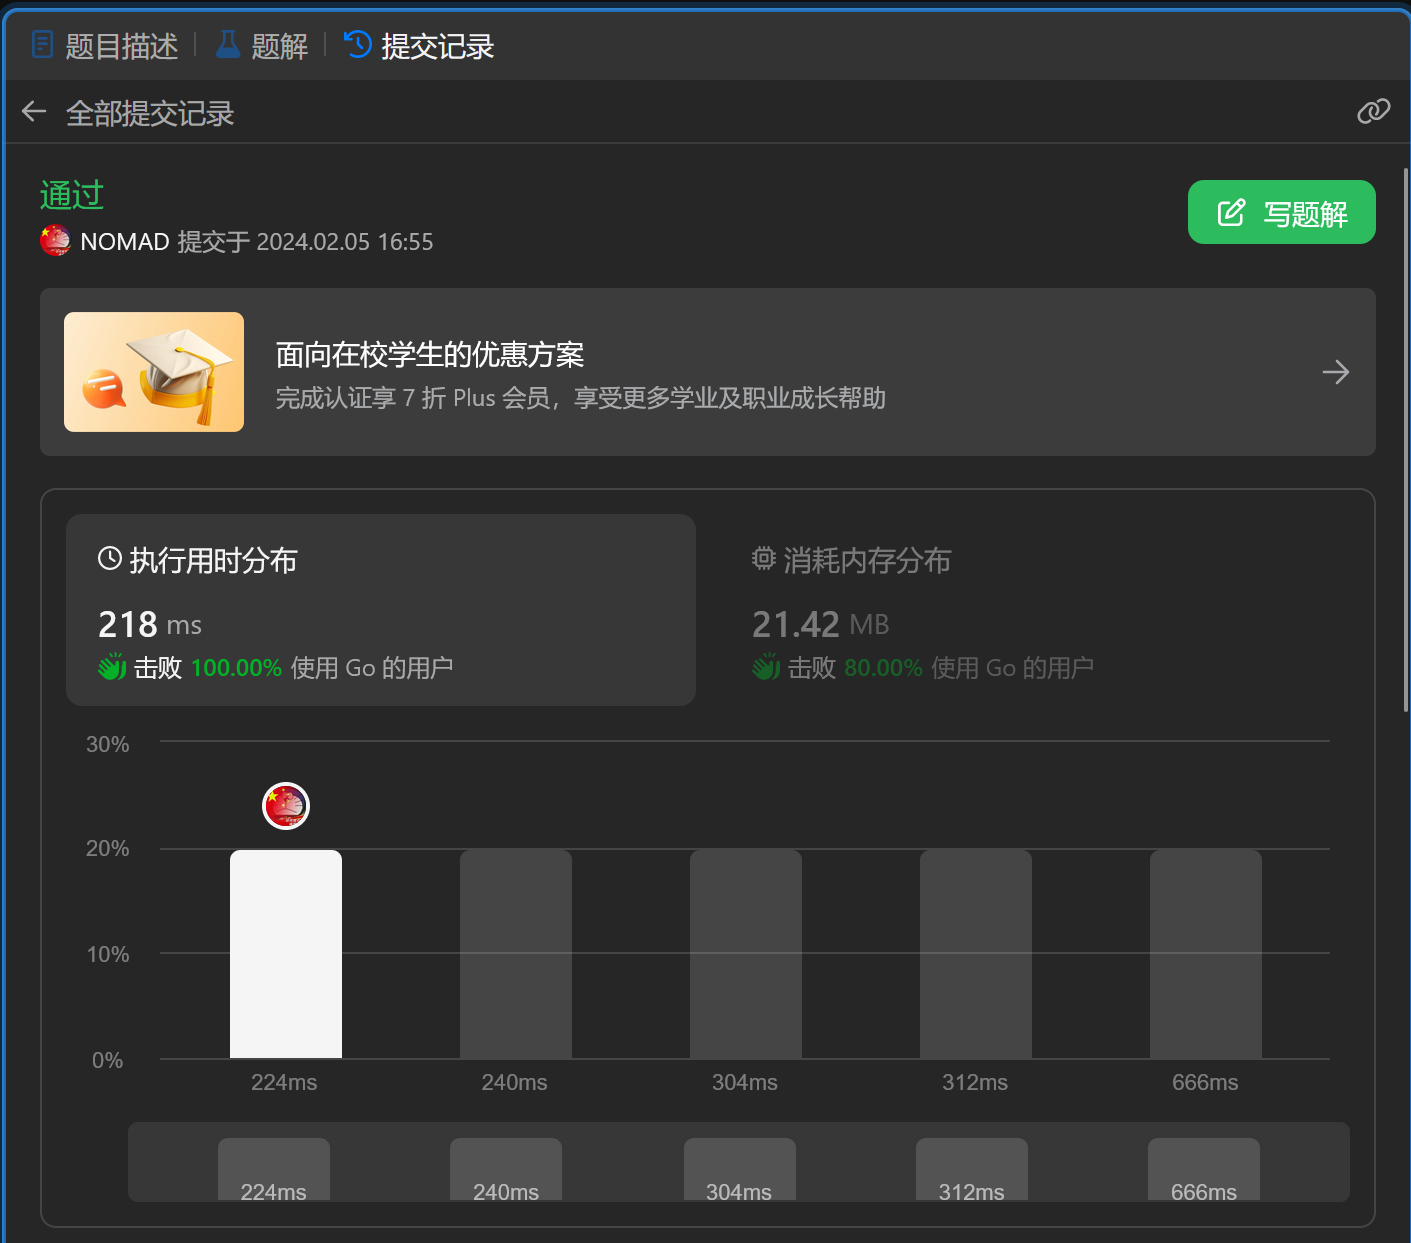 题目描述 | 题解 | 提交记录
全部提交记录
通过
NOMAD 提交于 2024.02.05 16:55
写题解
面向在校学生的优惠方案
完成认证享 7 折 Plus 会员，享受更多学业及职业成长帮助
执行用时分布
218 ms
击败 100.00% 使用 Go 的用户
消耗内存分布
21.42 MB
击败 80.00% 使用 Go 的用户
30%
20%
10%
0%
224ms 240ms 304ms 312ms 666ms
224ms 240ms 304ms 312ms 666ms